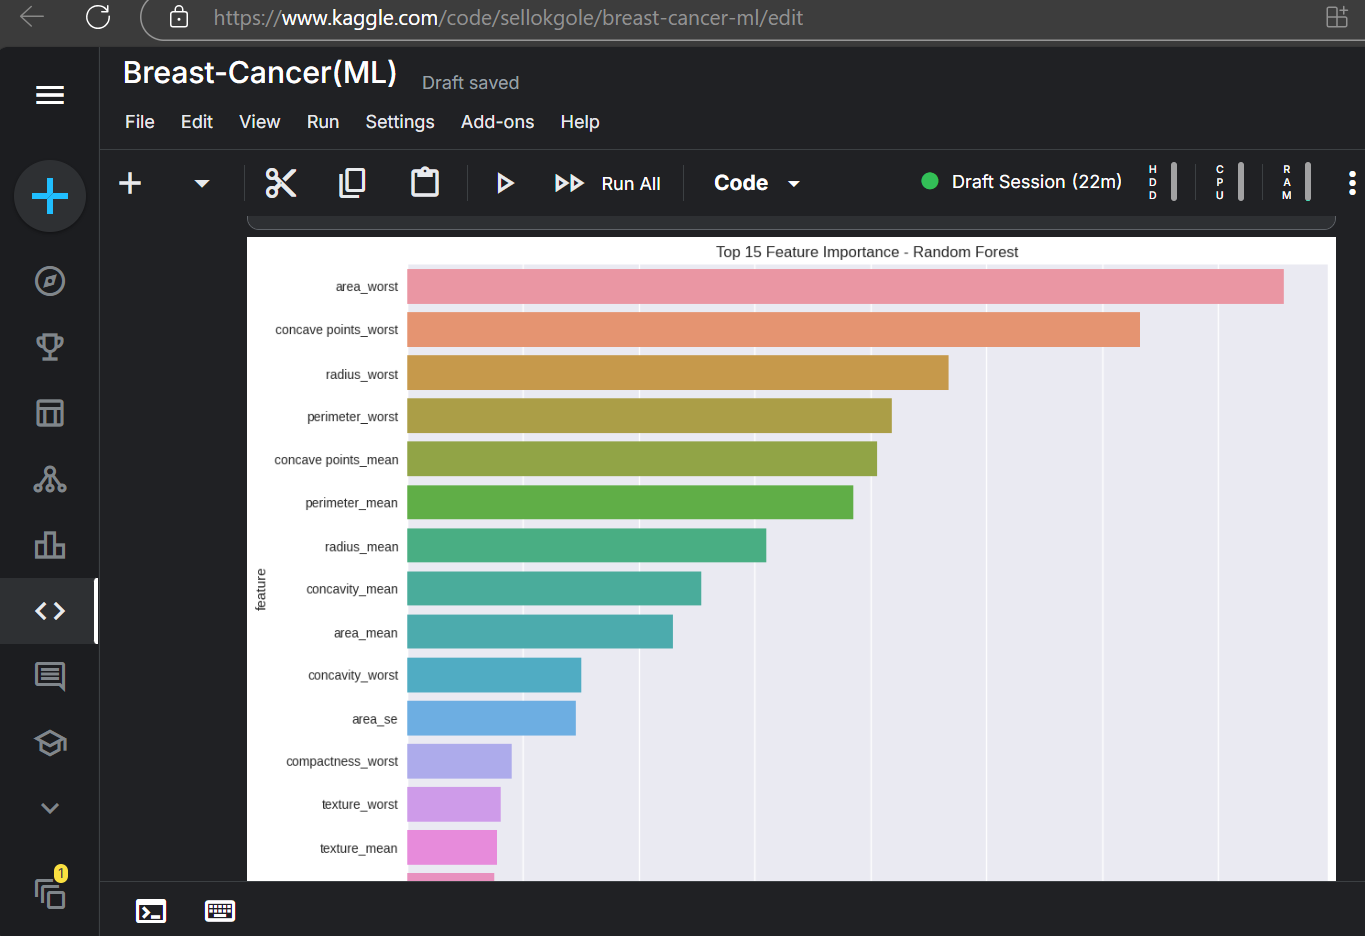 https://www.kaggle.com/code/sellokgole/breast-cancer-ml/edit
Breast-Cancer(ML) Draft saved
File Edit View Run Settings Add-ons Help
Run All Code Draft Session (22m) HDD CPU RAM
Top 15 Feature Importance - Random Forest
area_worst
concave points_worst
radius_worst
perimeter_worst
concave points_mean
perimeter_mean
radius_mean
feature
concavity_mean
area_mean
concavity_worst
area_se
compactness_worst
texture_worst
texture_mean
1